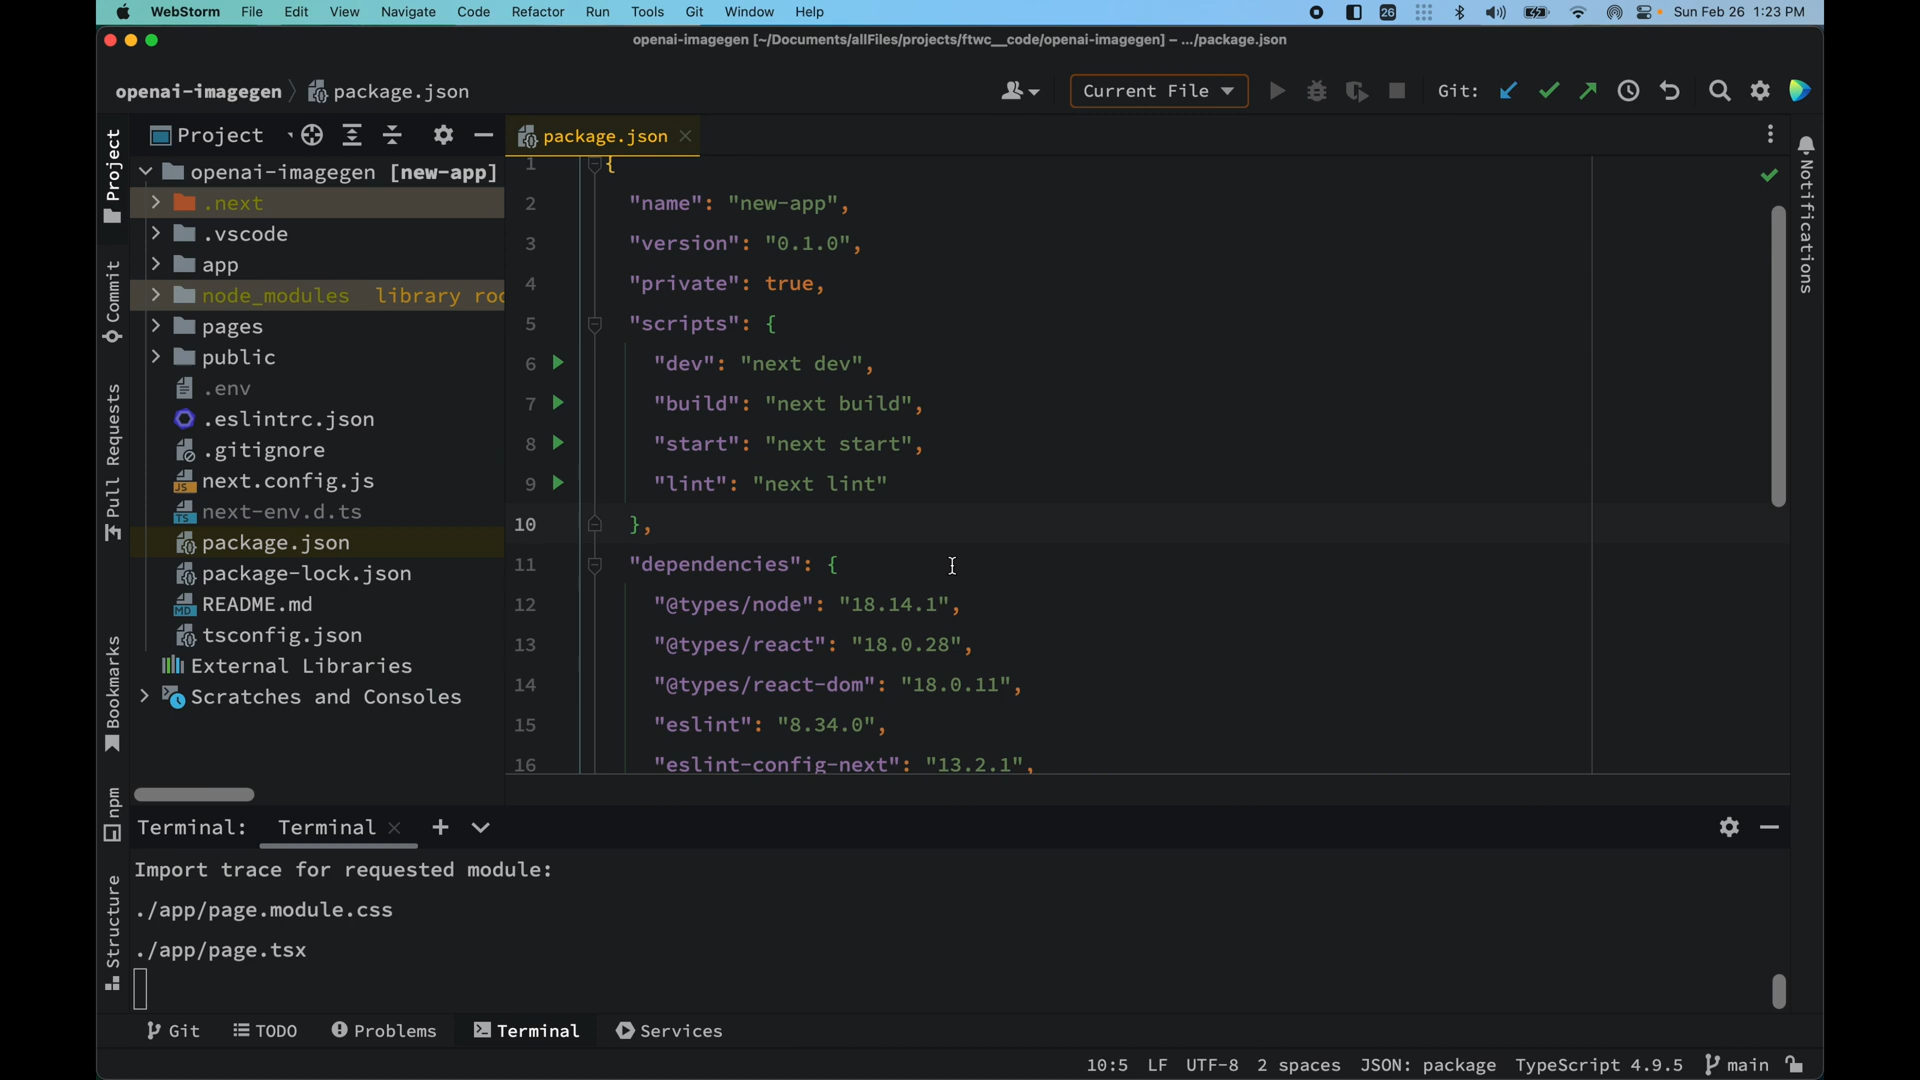 WebStorm File Edit View Navigate Code Refactor Run Tools Git Window Help 26 Sun Feb 26 1:23 PM
openai-imagegen [~/Documents/allFiles/projects/ftwc__code/openai-imagegen] – .../package.json
openai-imagegen package.json Current File Git:
Project package.json
openai-imagegen [new-app]
.next
.vscode
app
node_modules library roo
pages
public
.env
.eslintrc.json
.gitignore
next.config.js
next-env.d.ts
package.json
package-lock.json
README.md
tsconfig.json
External Libraries
Scratches and Consoles
1 {
2 "name": "new-app",
3 "version": "0.1.0",
4 "private": true,
5 "scripts": {
6 "dev": "next dev",
7 "build": "next build",
8 "start": "next start",
9 "lint": "next lint"
10 },
11 "dependencies": {
12 "@types/node": "18.14.1",
13 "@types/react": "18.0.28",
14 "@types/react-dom": "18.0.11",
15 "eslint": "8.34.0",
16 "eslint-config-next": "13.2.1",
Project
Commit
Pull Requests
Bookmarks
npm
Structure
Notifications
Terminal: Terminal
Import trace for requested module:
./app/page.module.css
./app/page.tsx
Git TODO Problems Terminal Services
10:5 LF UTF-8 2 spaces JSON: package TypeScript 4.9.5 main